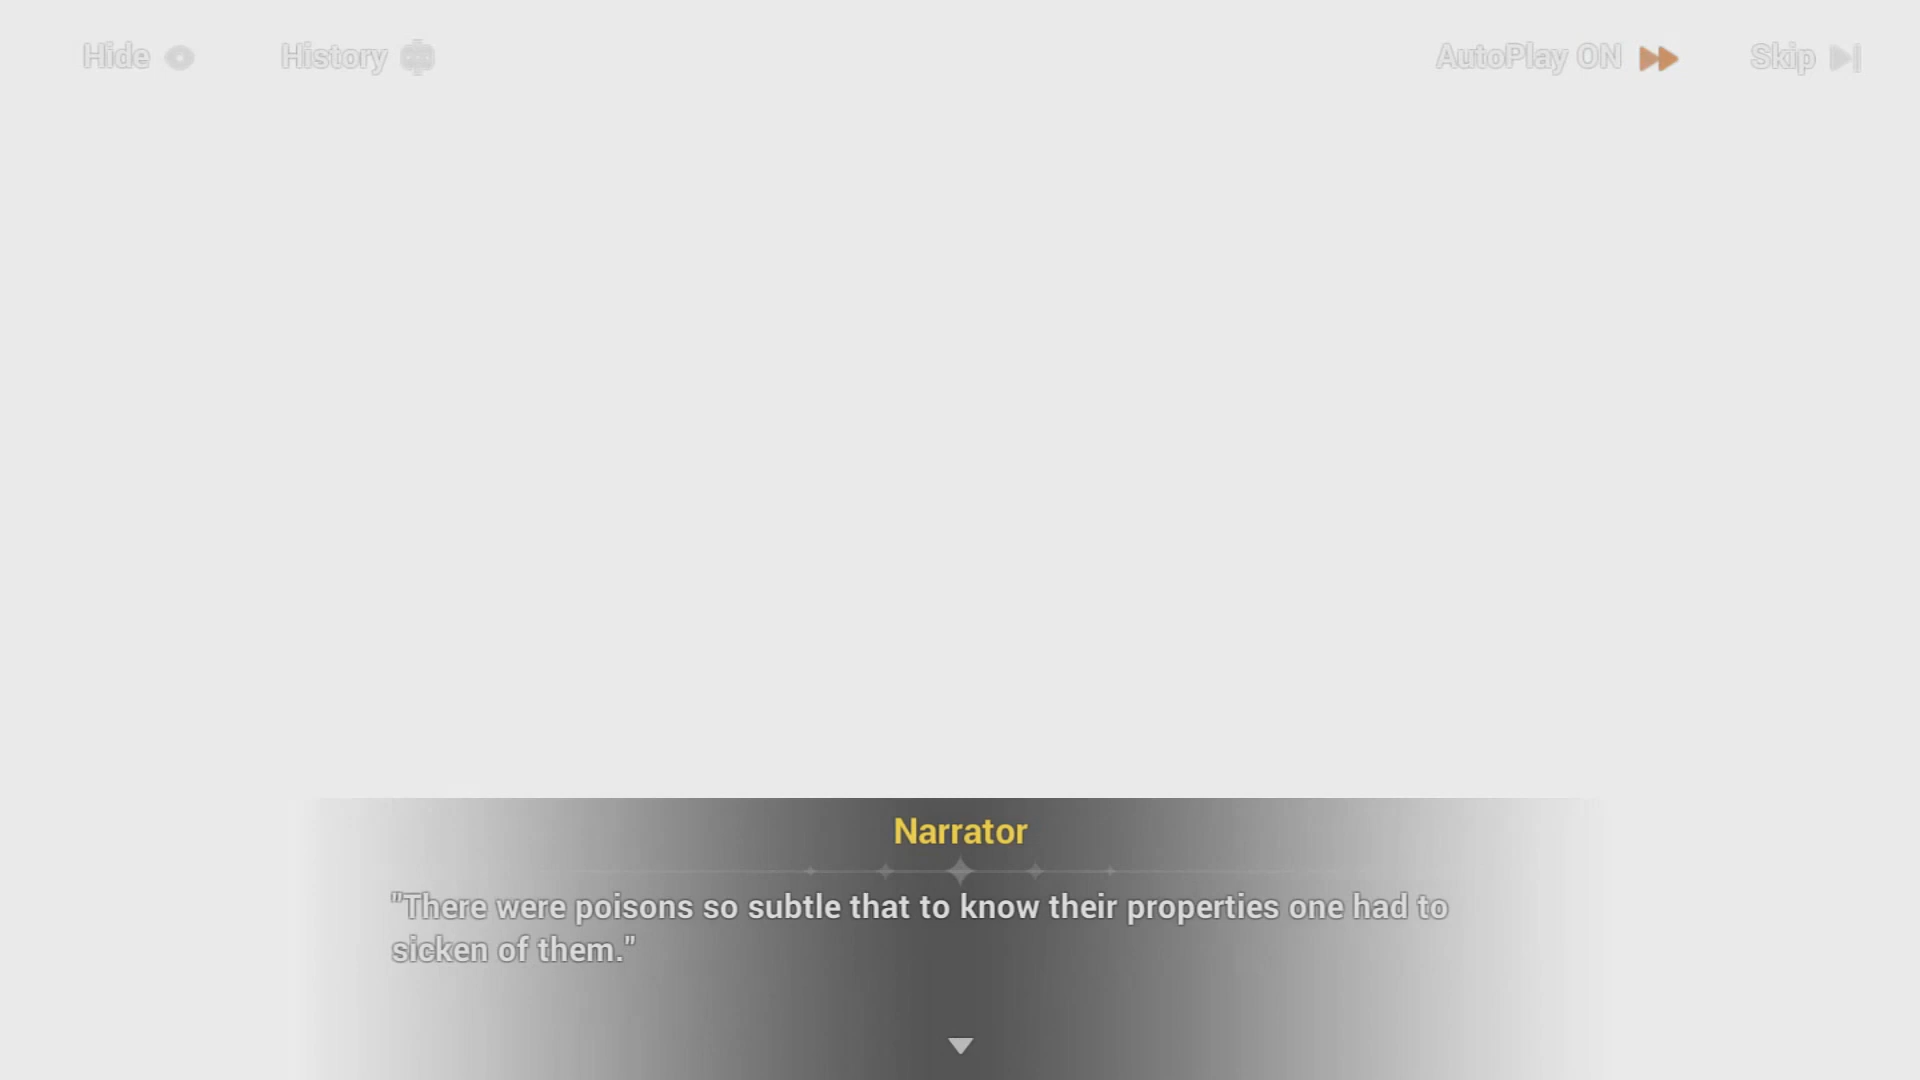 Hide
History
AutoPlay ON
Skip
Narrator
"There were poisons so subtle that to know their properties one had to
sicken of them."